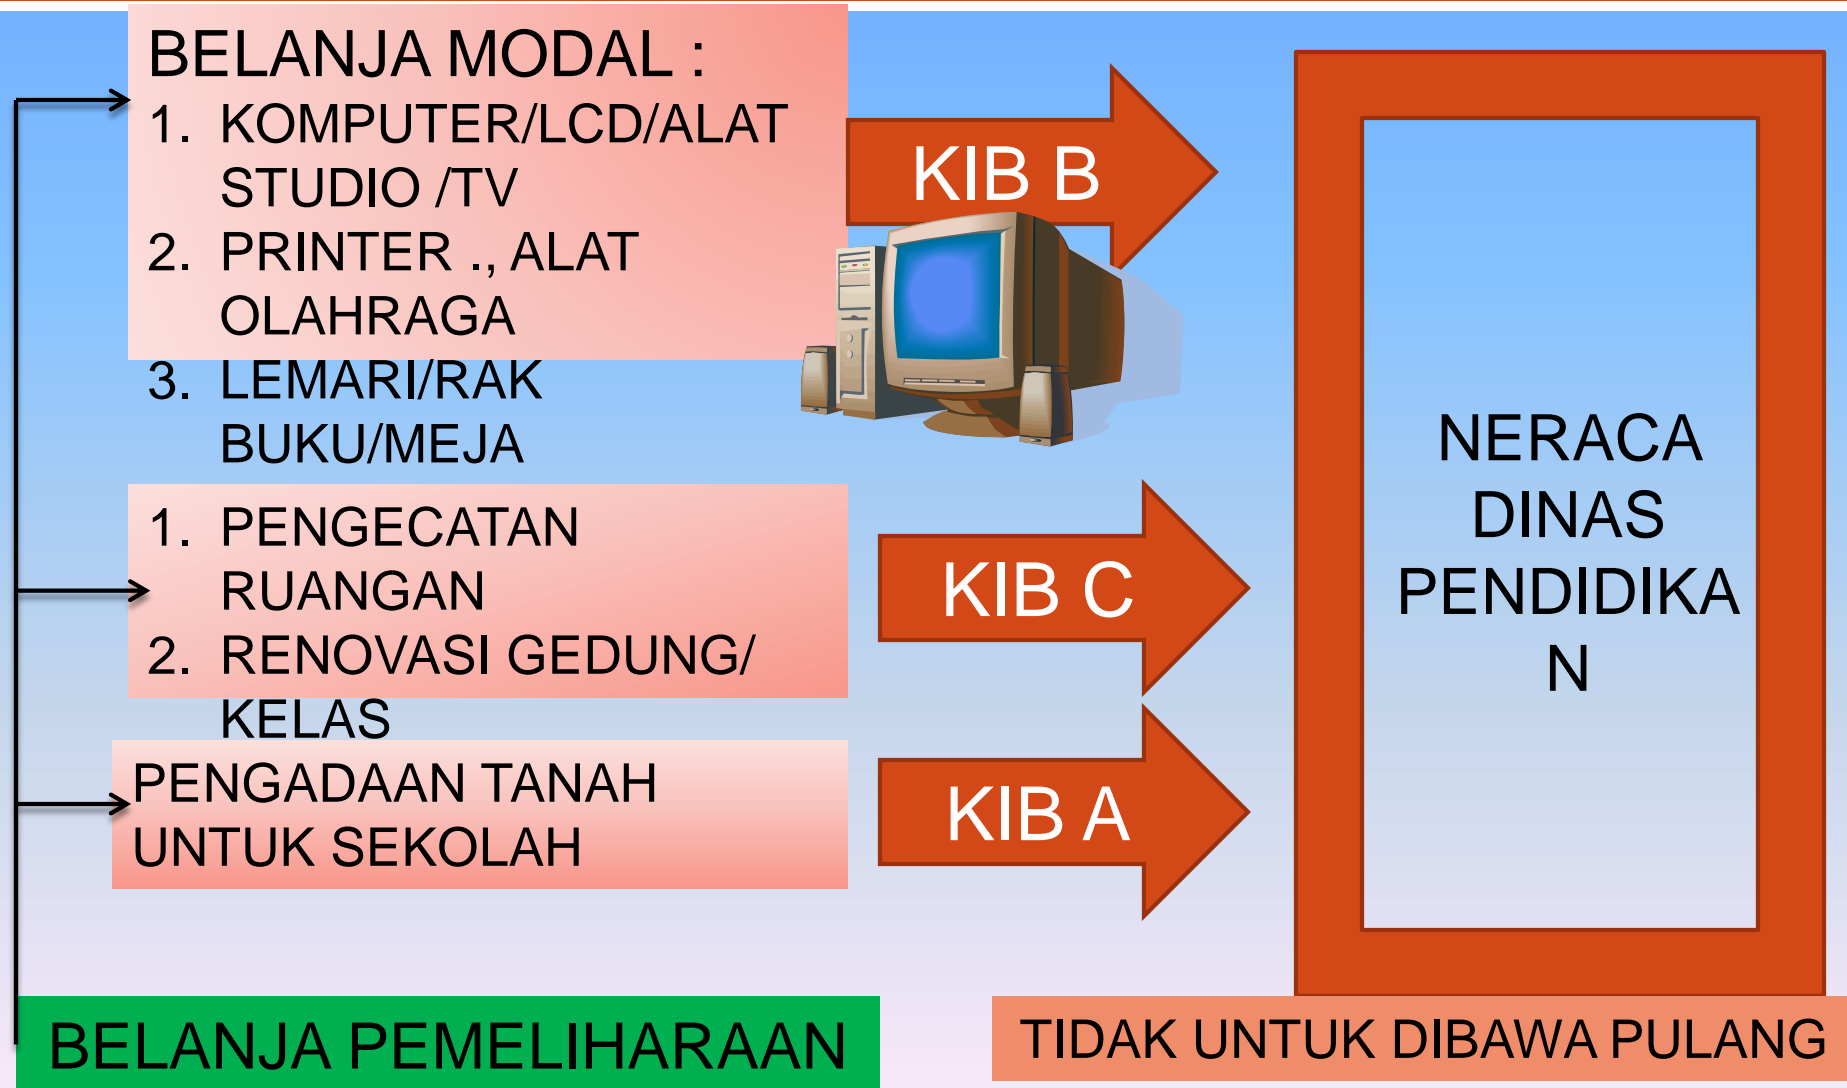 BELANJA MODAL :
1. KOMPUTER/LCD/ALAT
STUDIO /TV
2. PRINTER ., ALAT
OLAHRAGA
3. LEMARI/RAK
BUKU/MEJA
KIB B
1. PENGECATAN
RUANGAN
2. RENOVASI GEDUNG/
KELAS
KIB C
PENGADAAN TANAH
UNTUK SEKOLAH
KIB A
NERACA
DINAS
PENDIDIKA
N
BELANJA PEMELIHARAAN
TIDAK UNTUK DIBAWA PULANG